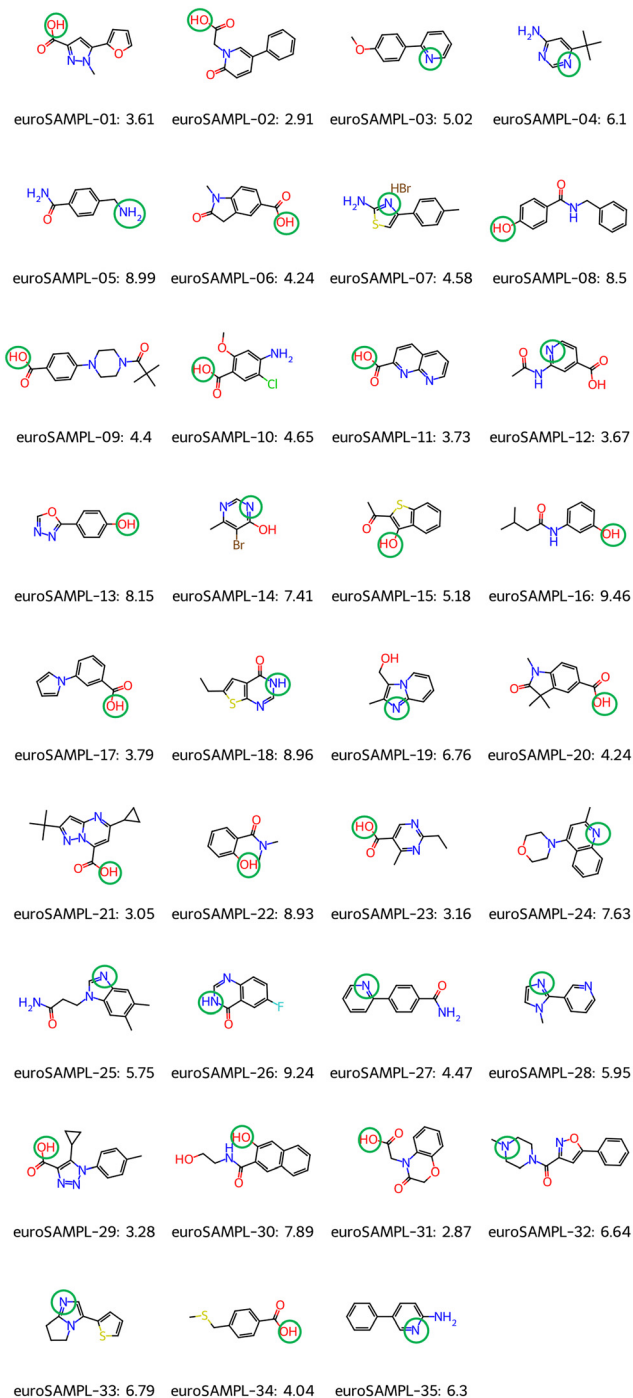 euroSAMPL-01: 3.61 euroSAMPL-02: 2.91 euroSAMPL-03: 5.02 euroSAMPL-04: 6.1
euroSAMPL-05: 8.99 euroSAMPL-06: 4.24 euroSAMPL-07: 4.58 euroSAMPL-08: 8.5
euroSAMPL-09: 4.4 euroSAMPL-10: 4.65 euroSAMPL-11: 3.73 euroSAMPL-12: 3.67
euroSAMPL-13: 8.15 euroSAMPL-14: 7.41 euroSAMPL-15: 5.18 euroSAMPL-16: 9.46
euroSAMPL-17: 3.79 euroSAMPL-18: 8.96 euroSAMPL-19: 6.76 euroSAMPL-20: 4.24
euroSAMPL-21: 3.05 euroSAMPL-22: 8.93 euroSAMPL-23: 3.16 euroSAMPL-24: 7.63
euroSAMPL-25: 5.75 euroSAMPL-26: 9.24 euroSAMPL-27: 4.47 euroSAMPL-28: 5.95
euroSAMPL-29: 3.28 euroSAMPL-30: 7.89 euroSAMPL-31: 2.87 euroSAMPL-32: 6.64
euroSAMPL-33: 6.79 euroSAMPL-34: 4.04 euroSAMPL-35: 6.3